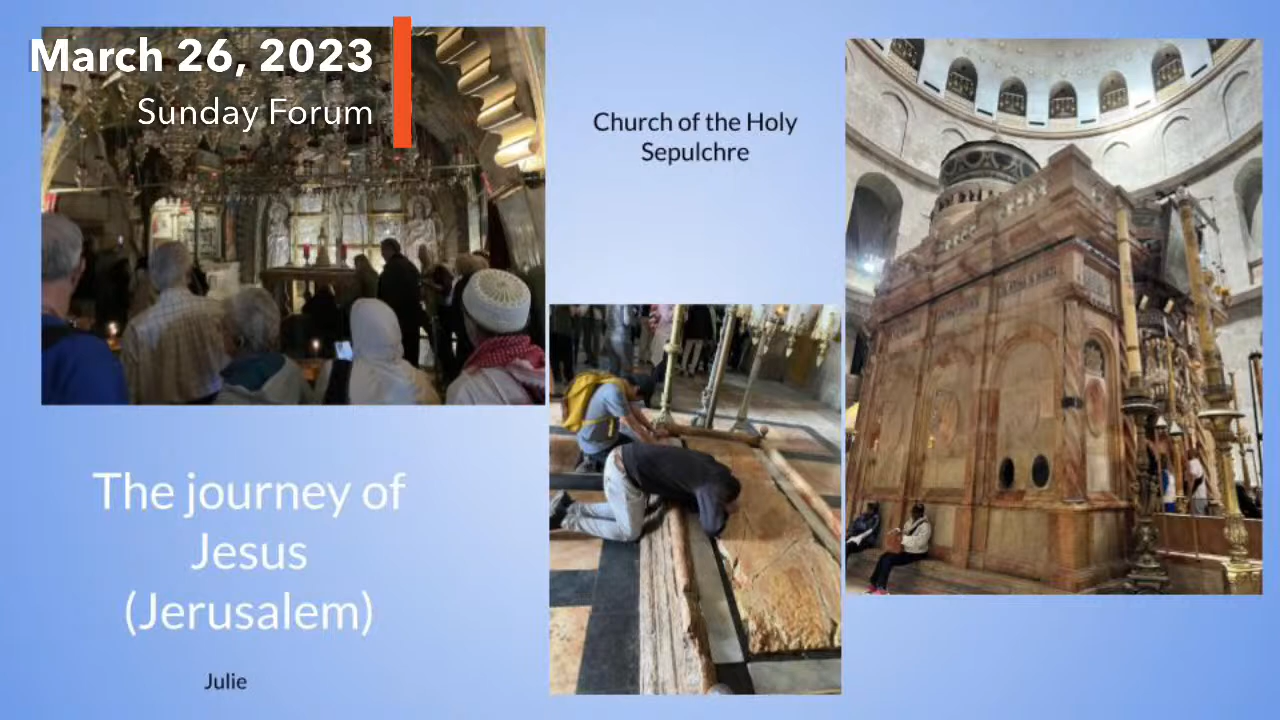 March 26, 2023
Sunday Forum
Church of the Holy
Sepulchre
The journey of
Jesus
(Jerusalem)
Julie